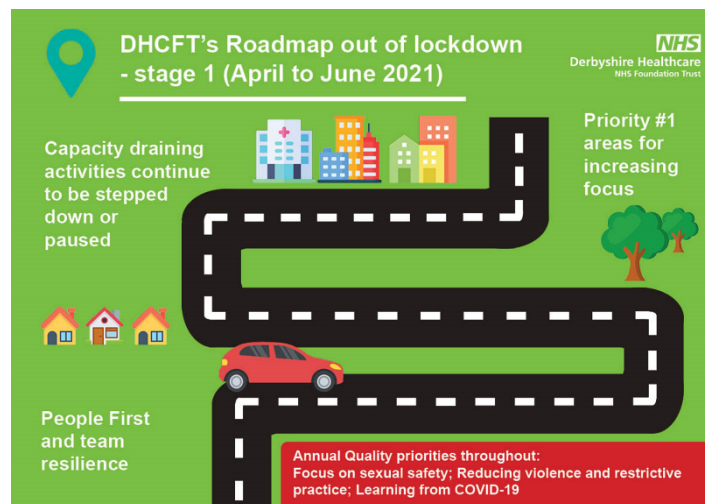 DHCFT's Roadmap out of lockdown
- stage 1 (April to June 2021)
NHS
Derbyshire Healthcare
NHS Foundation Trust
Capacity draining
activities continue
to be stepped
down or
paused
Priority #1
areas for
increasing
focus
People First
and team
resilience
Annual Quality priorities throughout:
Focus on sexual safety; Reducing violence and restrictive
practice; Learning from COVID-19